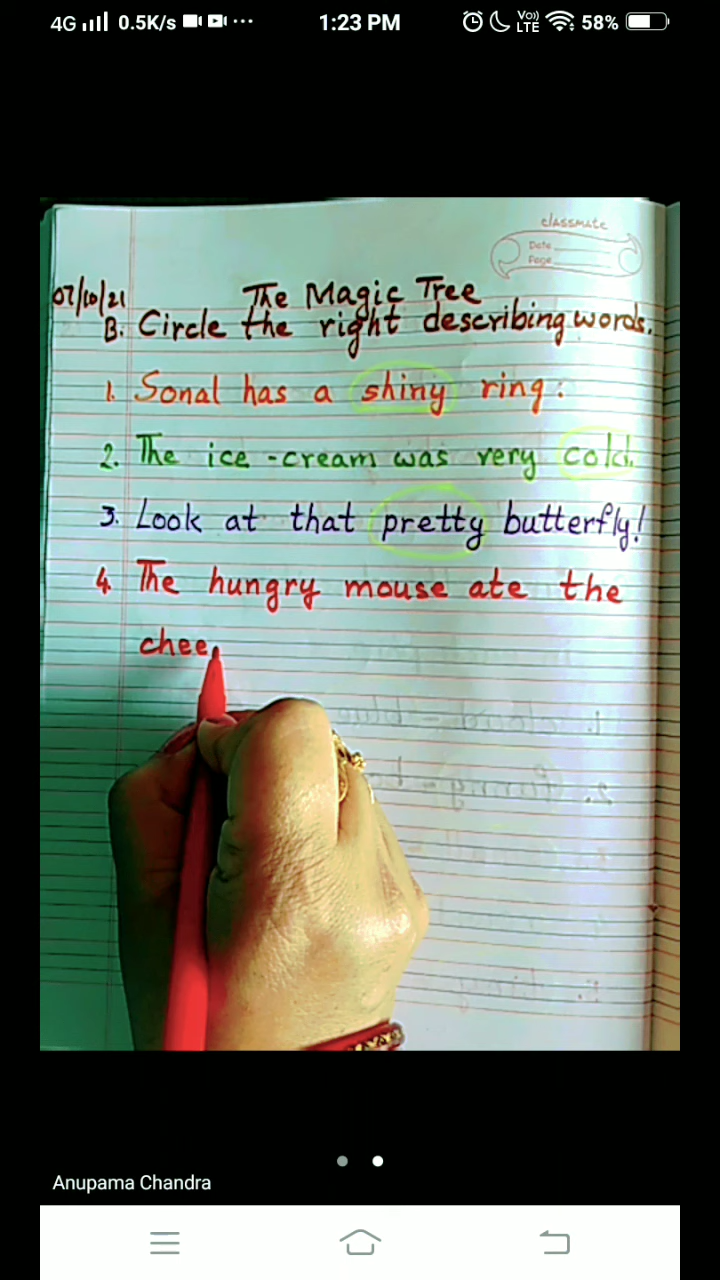 4G 0.5K/s ... 1:23 PM Vo) LTE 58%
classmate
Date
Page
07/10/21 The Magic Tree
B. Circle the right describing words.
1. Sonal has a shiny ring.
2. The ice-cream was very cold.
3. Look at that pretty butterfly!
4. The hungry mouse ate the
chee
Anupama Chandra